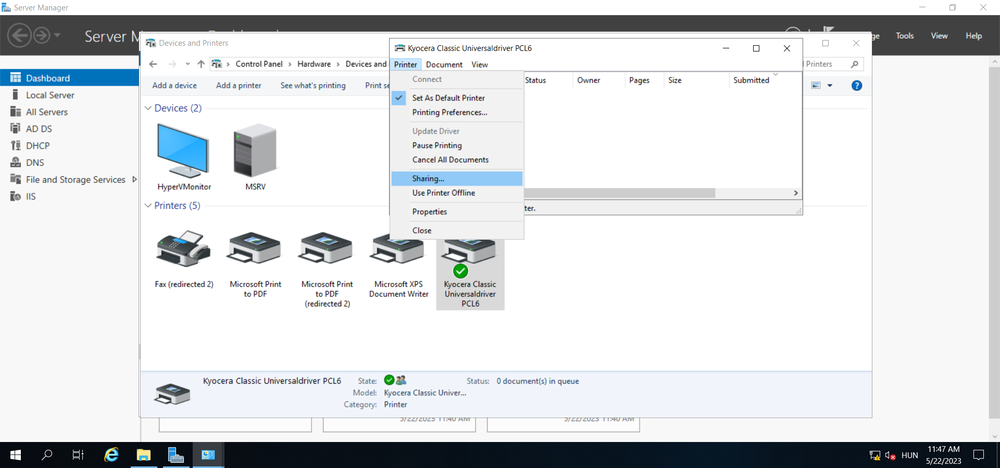 Server Manager
Server M
Tools
View
Help
Devices and Printers
Control Panel
Hardware
Devices and
Printers
Add a device
Add a printer
See what's printing
Dashboard
Local Server
All Servers
AD DS
DHCP
DNS
File and Storage Services
IIS
Devices (2)
HyperVMonitor
MSRV
Printers (5)
Fax (redirected 2)
Microsoft Print
to PDF
Microsoft Print
to PDF
(redirected 2)
Microsoft XPS
Document Writer
Kyocera Classic
Universaldriver
PCL6
Kyocera Classic Universaldriver PCL6
Printer
Document
View
Status
Owner
Pages
Size
Submitted
Connect
Set As Default Printer
Printing Preferences...
Update Driver
Pause Printing
Cancel All Documents
Sharing...
Use Printer Offline
Properties
Close
ter.
Kyocera Classic Universaldriver PCL6
State:
Status: 0 document(s) in queue
Model: Kyocera Classic Univer...
Category: Printer
5/22/2023 11:40 AM
5/22/2023 11:40 AM
HUN
11:47 AM
5/22/2023